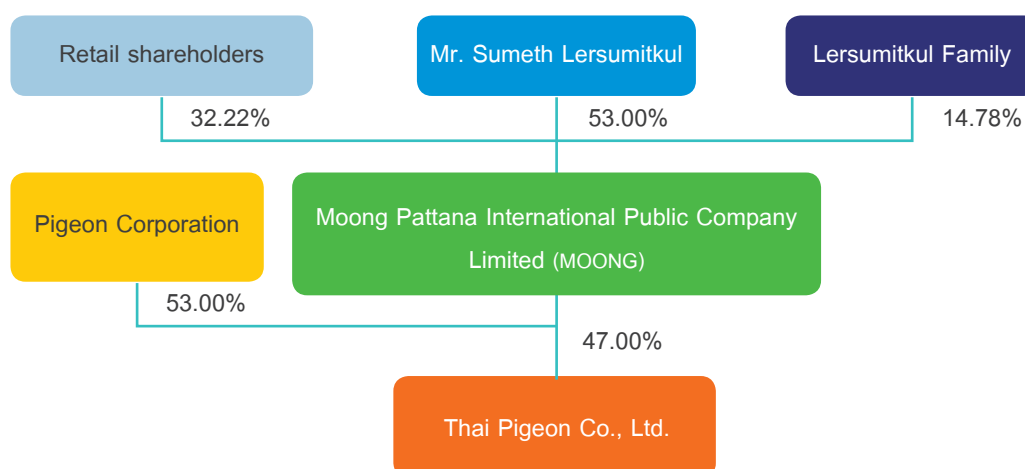 Retail shareholders
Mr. Sumeth Lersumitkul
Lersumitkul Family
32.22%
53.00%
14.78%
Pigeon Corporation
Moong Pattana International Public Company
Limited (MOONG)
53.00%
47.00%
Thai Pigeon Co., Ltd.